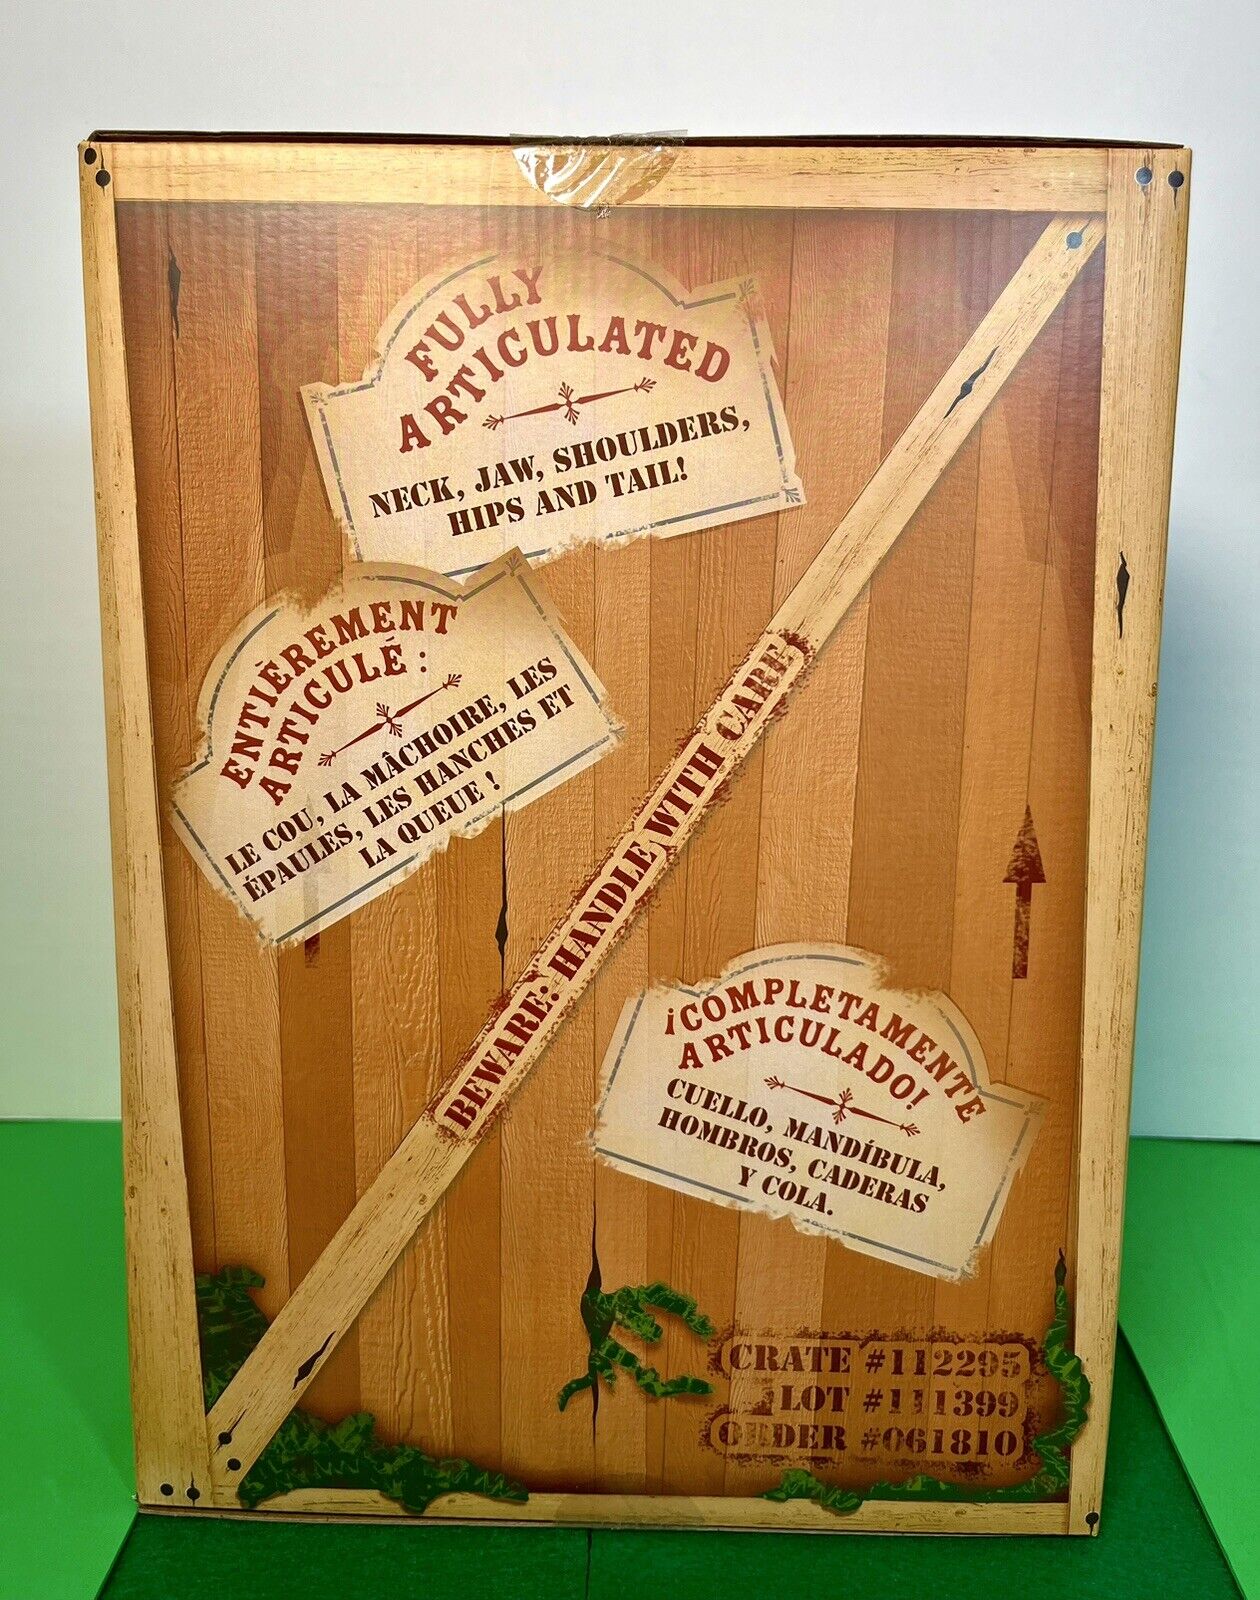 FULLY
ARTICULATED
NECK, JAW, SHOULDERS,
HIPS AND TAIL!
ENTIÈREMENT
ARTICULÉ :
LE COU, LA MÂCHOIRE, LES
ÉPAULES, LES HANCHES ET
LA QUEUE !
BEWARE: HANDLE WITH CARE
¡COMPLETAMENTE
ARTICULADO!
CUELLO, MANDÍBULA,
HOMBROS, CADERAS
Y COLA.
CRATE #112295
LOT #111399
ORDER #061810